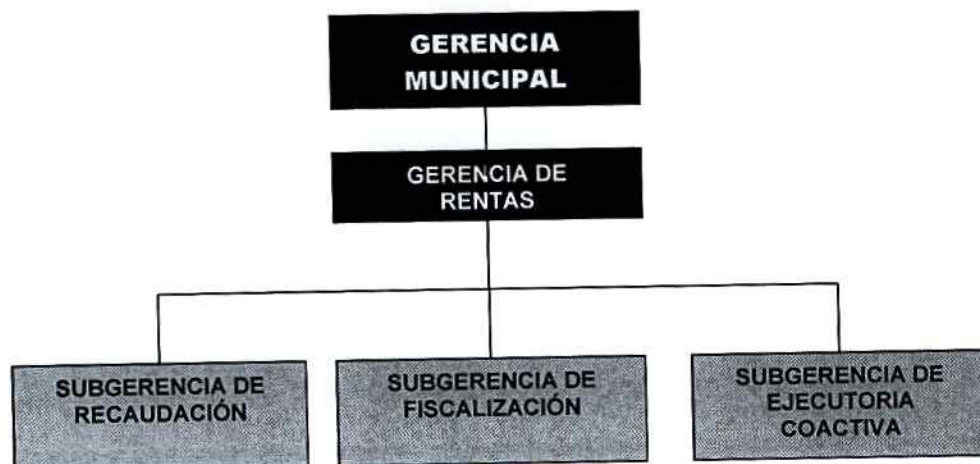 GERENCIA
MUNICIPAL
GERENCIA DE
RENTAS
SUBGERENCIA DE
RECAUDACIÓN
SUBGERENCIA DE
FISCALIZACIÓN
SUBGERENCIA DE
EJECUTORIA
COACTIVA